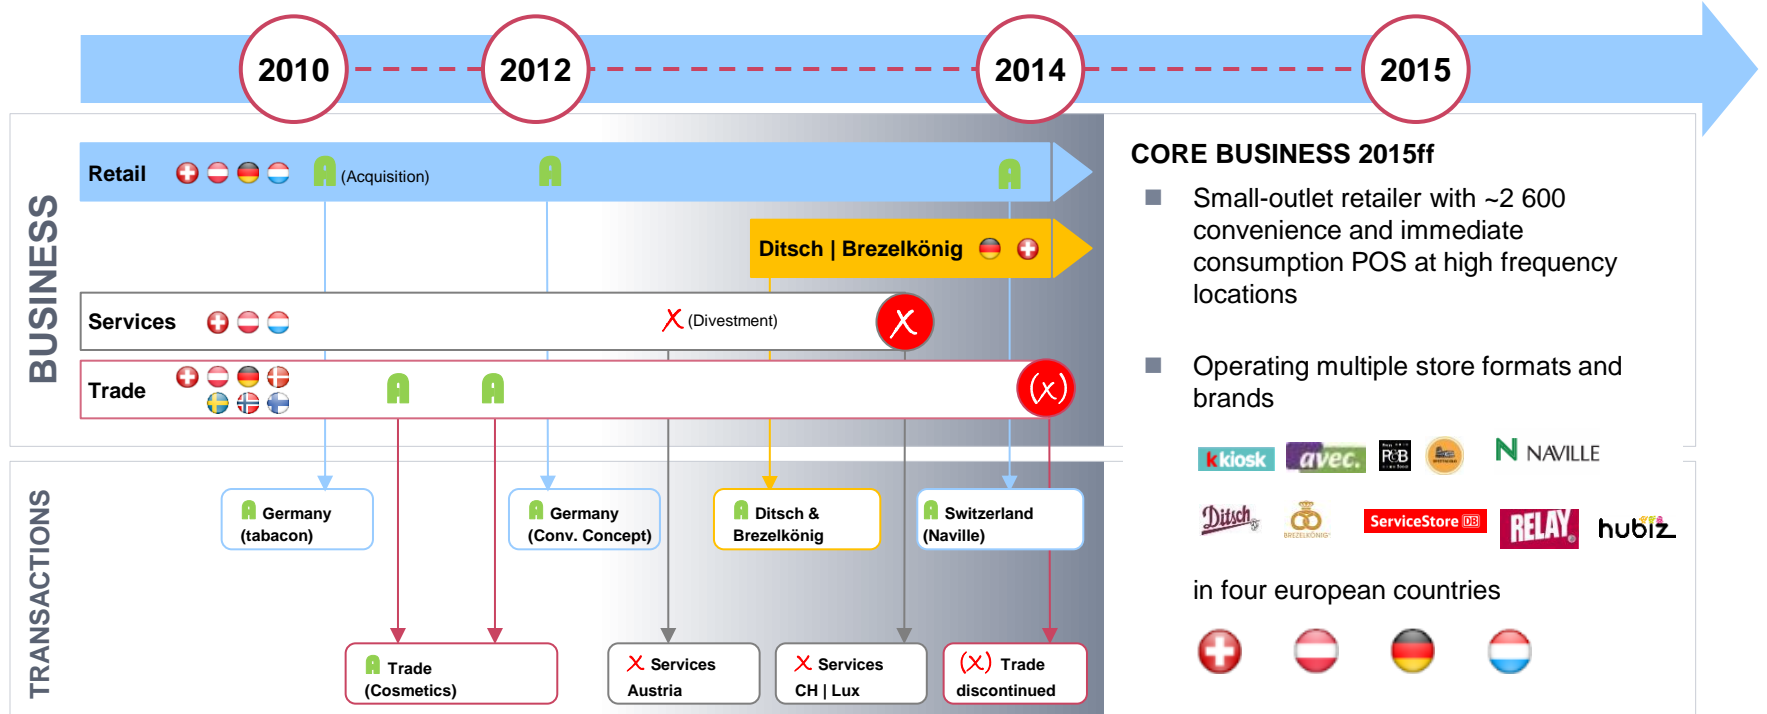 2010
2012
2014
2015
BUSINESS
Retail
A (Acquisition)
A
A
Ditsch | Brezelkönig
Services
X (Divestment)
X
Trade
A
A
(x)
TRANSACTIONS
A Germany
(tabacon)
A Germany
(Conv. Concept)
A Ditsch &
Brezelkönig
A Switzerland
(Naville)
A Trade
(Cosmetics)
X Services
Austria
X Services
CH | Lux
(x) Trade
discontinued
CORE BUSINESS 2015ff
Small-outlet retailer with ~2 600
convenience and immediate
consumption POS at high frequency
locations
Operating multiple store formats and
brands
k kiosk
avec.
P&B
N NAVILLE
Ditsch
BREZELKÖNIG
ServiceStore DB
RELAY
hubiz
in four european countries